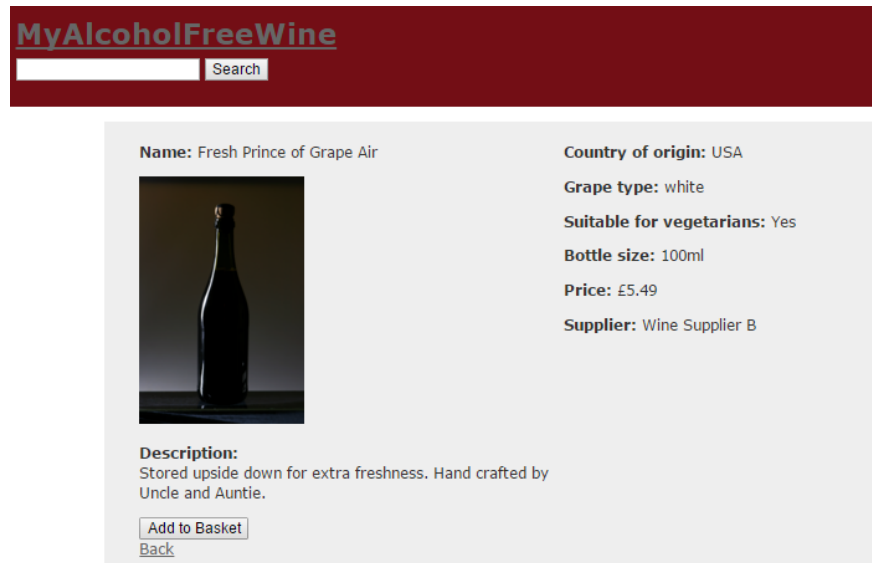 MyAlcoholFreeWine
Search
Name: Fresh Prince of Grape Air
Description:
Stored upside down for extra freshness. Hand crafted by
Uncle and Auntie.
Add to Basket
Back
Country of origin: USA
Grape type: white
Suitable for vegetarians: Yes
Bottle size: 100ml
Price: £5.49
Supplier: Wine Supplier B